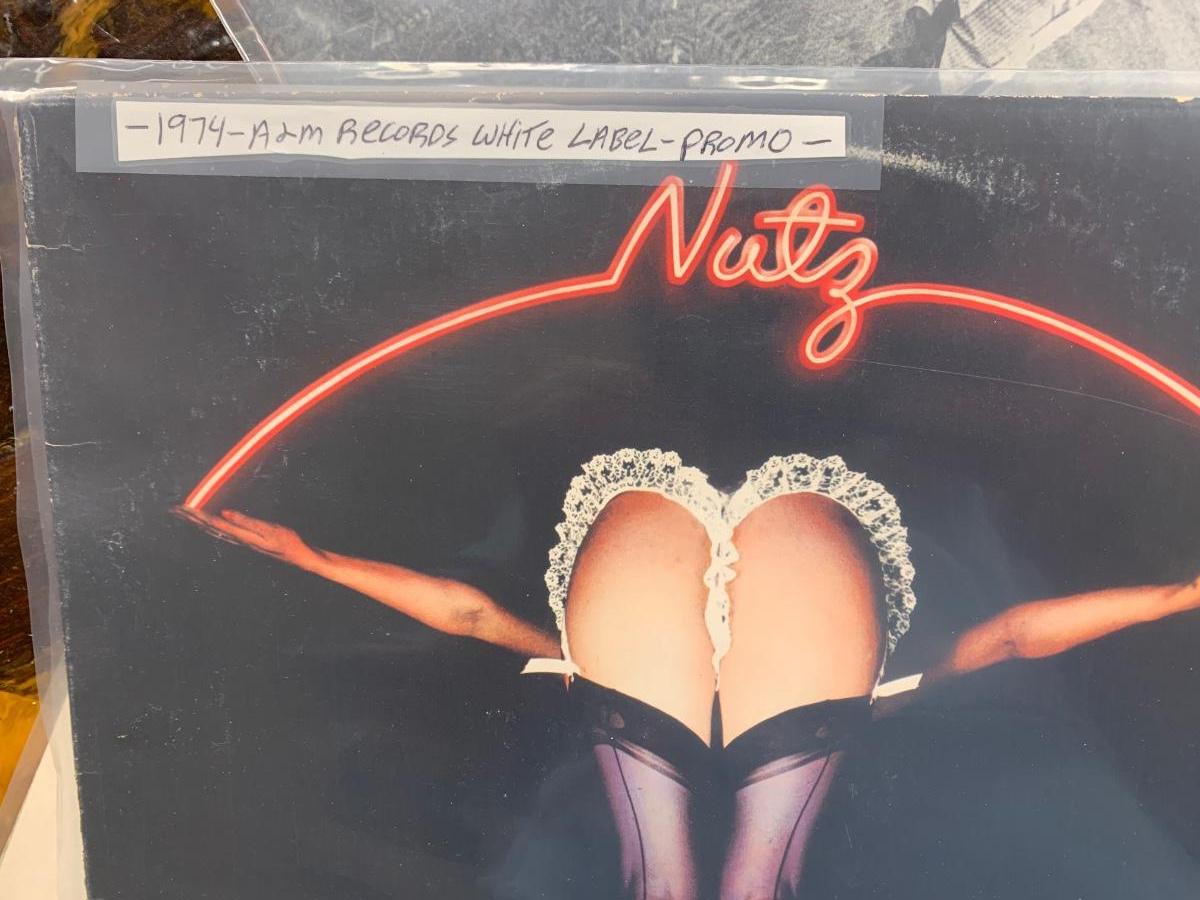 -1974-A&M RECORDS WHITE LABEL-PROMO-
Nutz